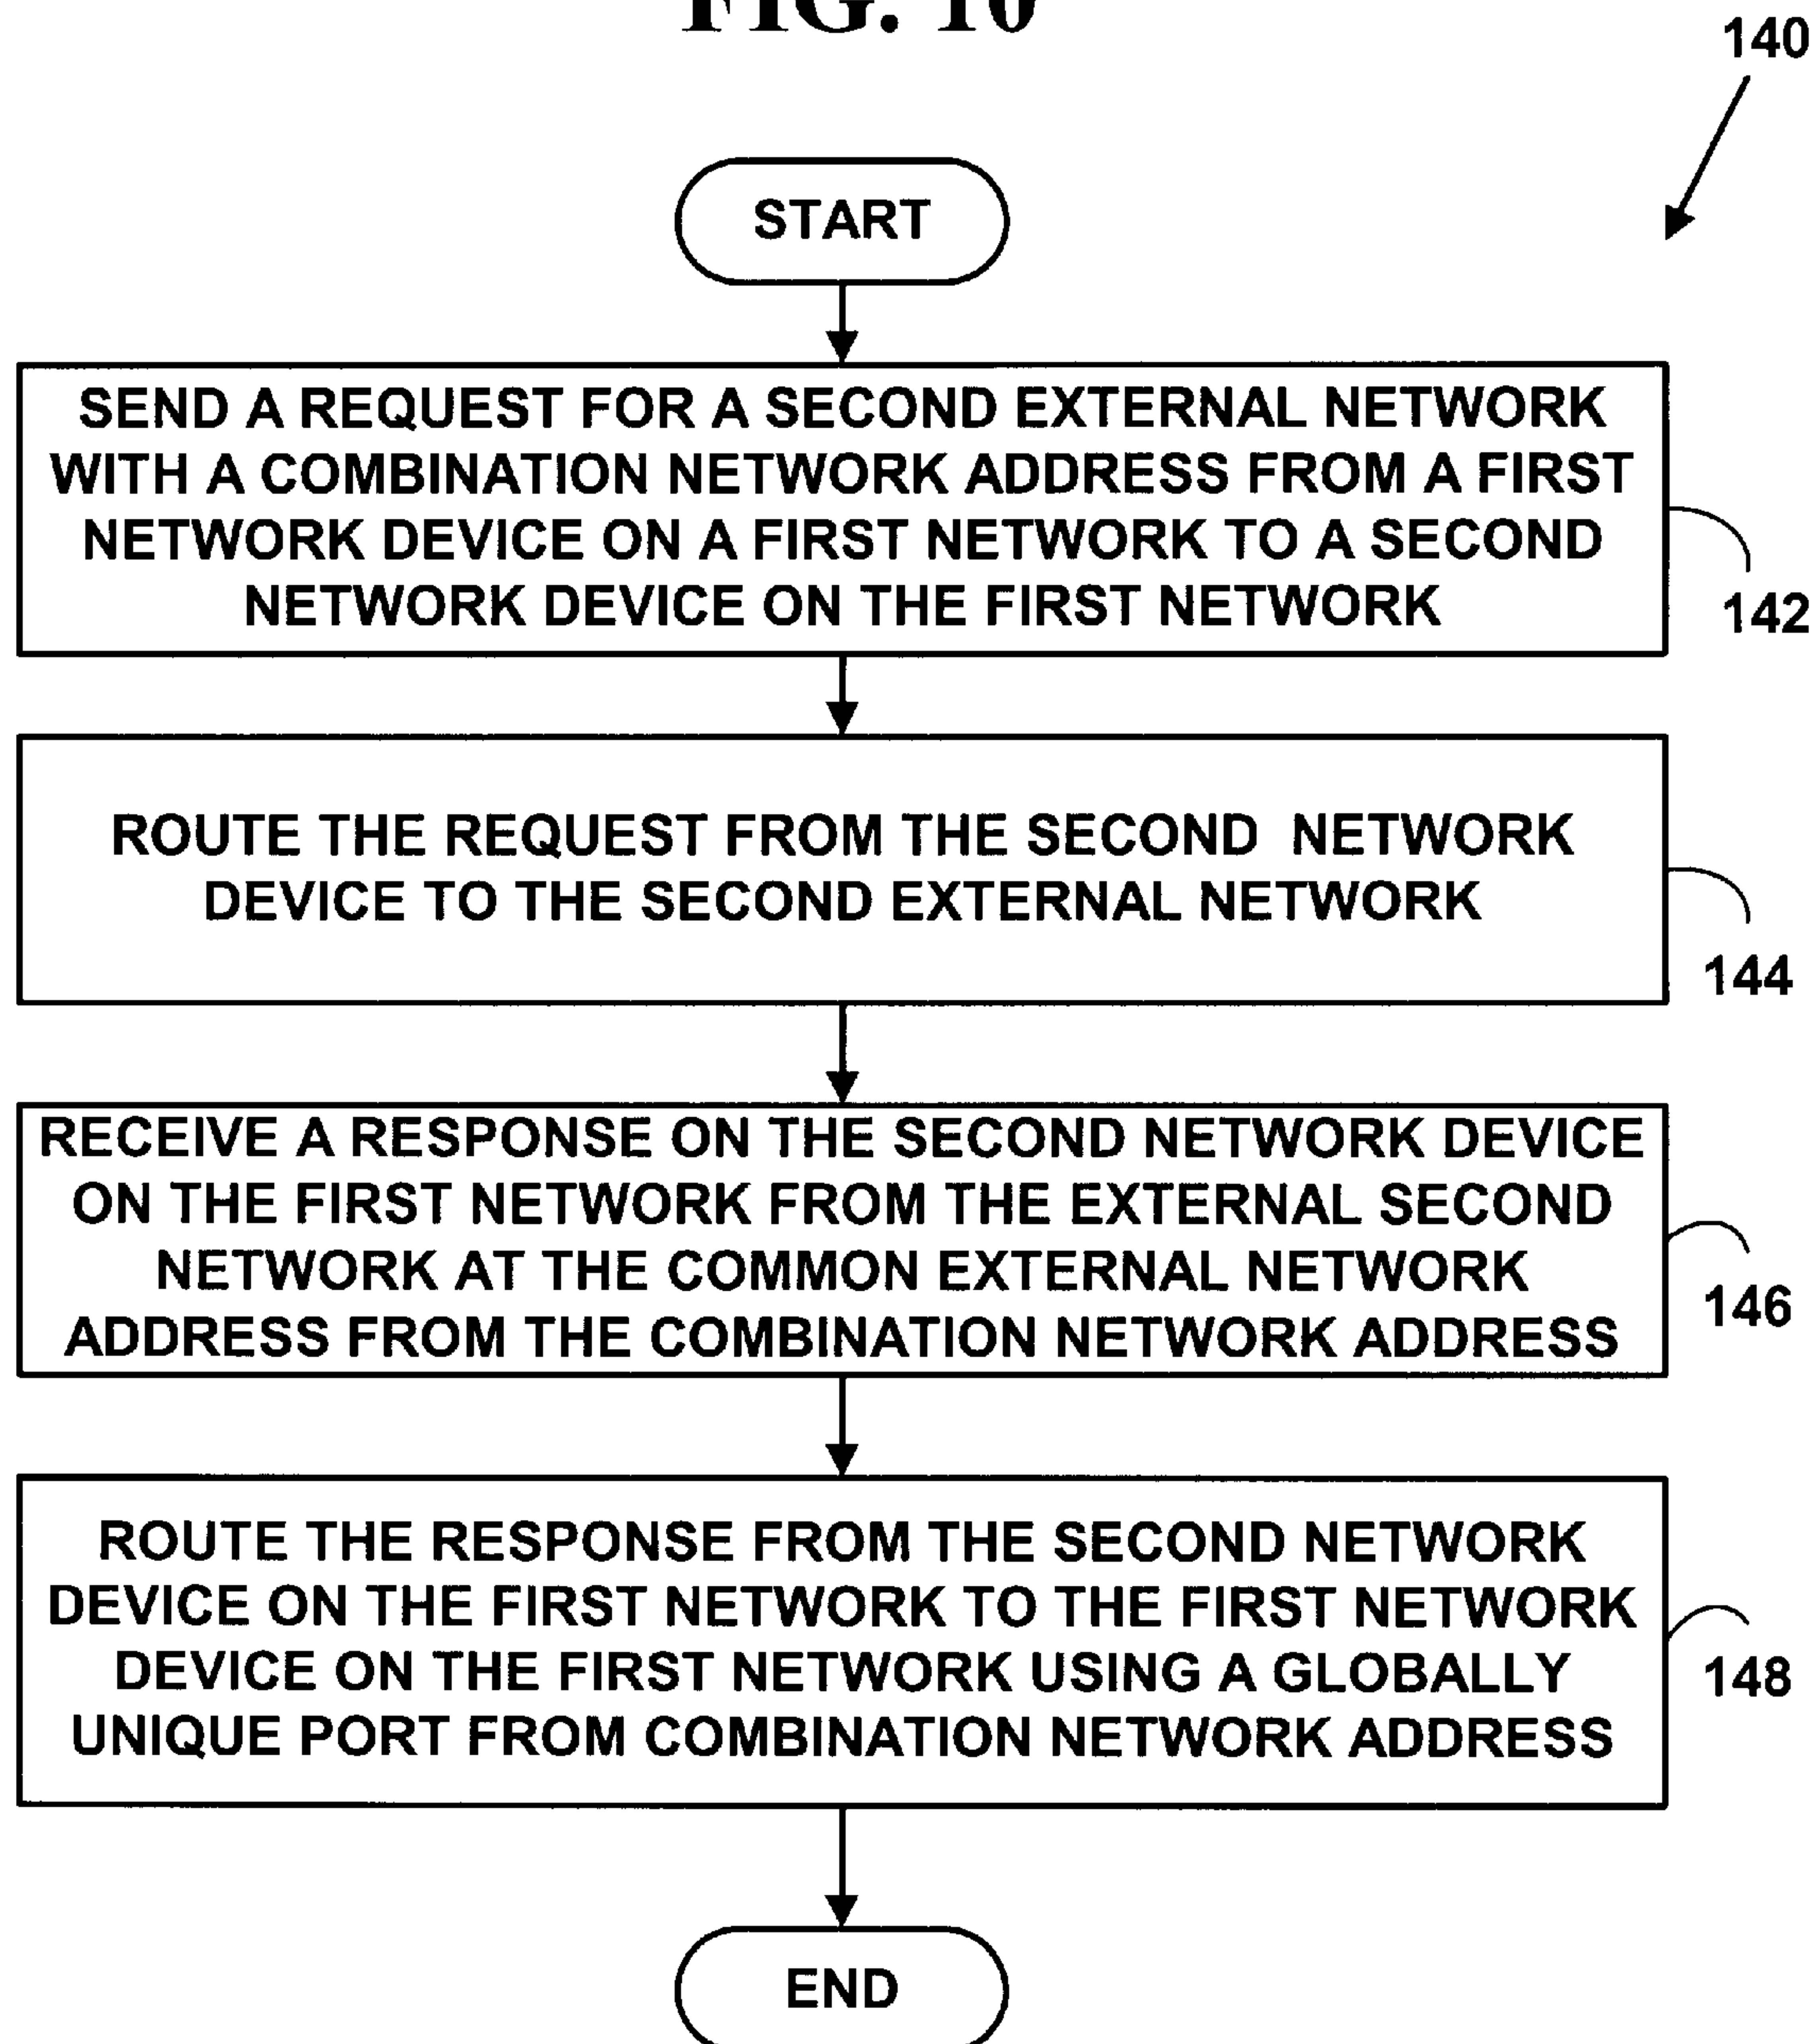 FIG. 10
140
START
SEND A REQUEST FOR A SECOND EXTERNAL NETWORK
WITH A COMBINATION NETWORK ADDRESS FROM A FIRST
NETWORK DEVICE ON A FIRST NETWORK TO A SECOND
NETWORK DEVICE ON THE FIRST NETWORK
142
ROUTE THE REQUEST FROM THE SECOND NETWORK
DEVICE TO THE SECOND EXTERNAL NETWORK
144
RECEIVE A RESPONSE ON THE SECOND NETWORK DEVICE
ON THE FIRST NETWORK FROM THE EXTERNAL SECOND
NETWORK AT THE COMMON EXTERNAL NETWORK
ADDRESS FROM THE COMBINATION NETWORK ADDRESS
146
ROUTE THE RESPONSE FROM THE SECOND NETWORK
DEVICE ON THE FIRST NETWORK TO THE FIRST NETWORK
DEVICE ON THE FIRST NETWORK USING A GLOBALLY
UNIQUE PORT FROM COMBINATION NETWORK ADDRESS
148
END